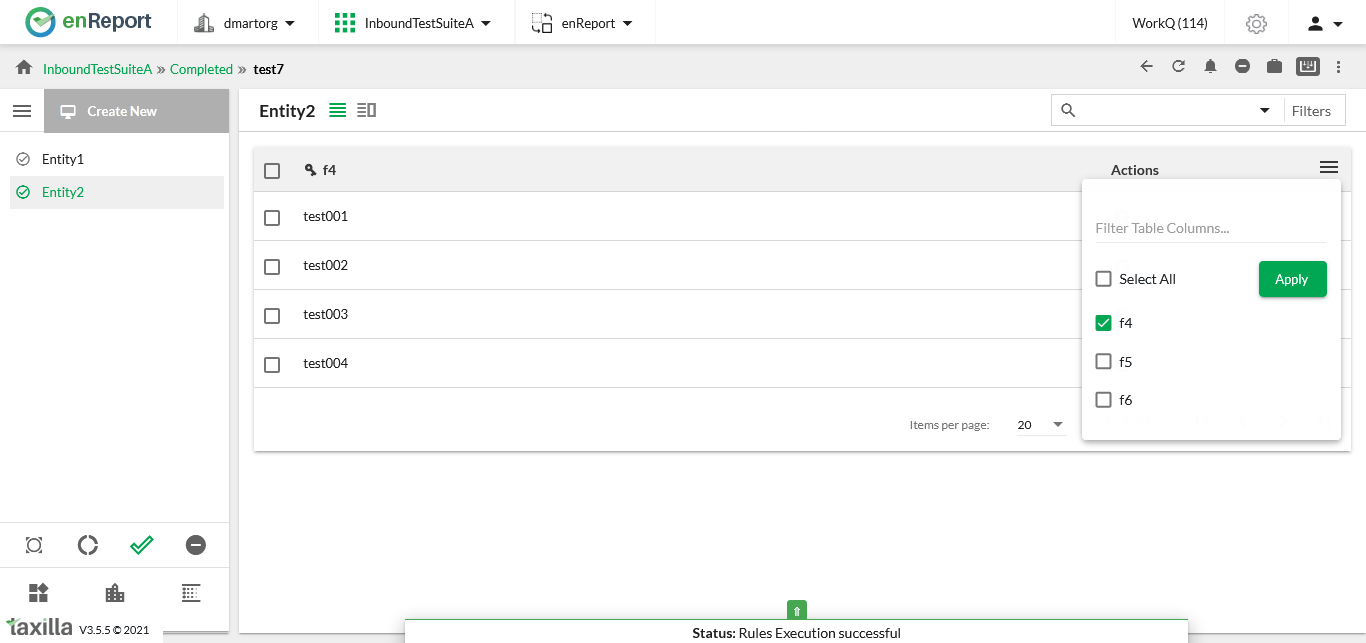 enReport dmartorg InboundTestSuiteA enReport WorkQ (114)
InboundTestSuiteA » Completed » test7
Create New
Entity1
Entity2
Entity2
Filters
f4 Actions
test001
test002
test003
test004
Items per page: 20
Filter Table Columns...
Select All Apply
f4
f5
f6
taxilla V3.5.5 © 2021
Status: Rules Execution successful